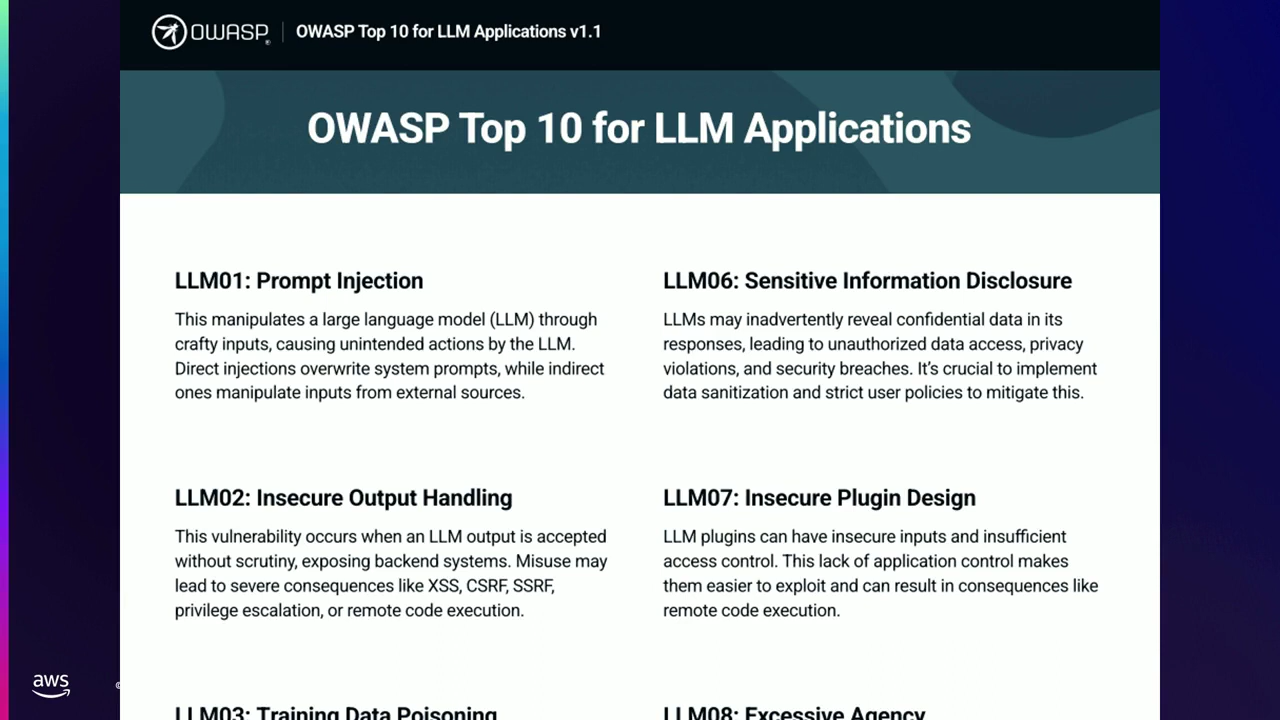 OWASP
OWASP Top 10 for LLM Applications v1.1
OWASP Top 10 for LLM Applications
LLM01: Prompt Injection
This manipulates a large language model (LLM) through
crafty inputs, causing unintended actions by the LLM.
Direct injections overwrite system prompts, while indirect
ones manipulate inputs from external sources.
LLM06: Sensitive Information Disclosure
LLMs may inadvertently reveal confidential data in its
responses, leading to unauthorized data access, privacy
violations, and security breaches. It's crucial to implement
data sanitization and strict user policies to mitigate this.
LLM02: Insecure Output Handling
This vulnerability occurs when an LLM output is accepted
without scrutiny, exposing backend systems. Misuse may
lead to severe consequences like XSS, CSRF, SSRF,
privilege escalation, or remote code execution.
LLM07: Insecure Plugin Design
LLM plugins can have insecure inputs and insufficient
access control. This lack of application control makes
them easier to exploit and can result in consequences like
remote code execution.
LLM03: Training Data Poisoning
LLM08: Excessive Agency
aws
©